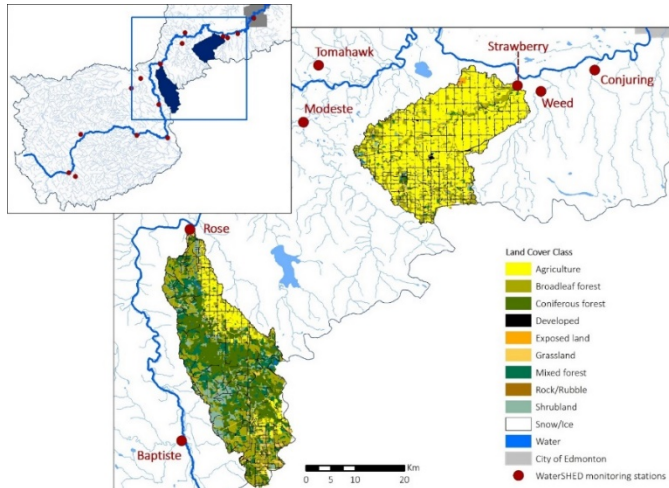 Tomahawk
Strawberry
Conjuring
Weed
Modeste
Rose
Baptiste
Land Cover Class
Agriculture
Broadleaf forest
Coniferous forest
Developed
Exposed land
Grassland
Mixed forest
Rock/Rubble
Shrubland
Snow/Ice
Water
City of Edmonton
WaterSHED monitoring stations
Km
0 5 10 20